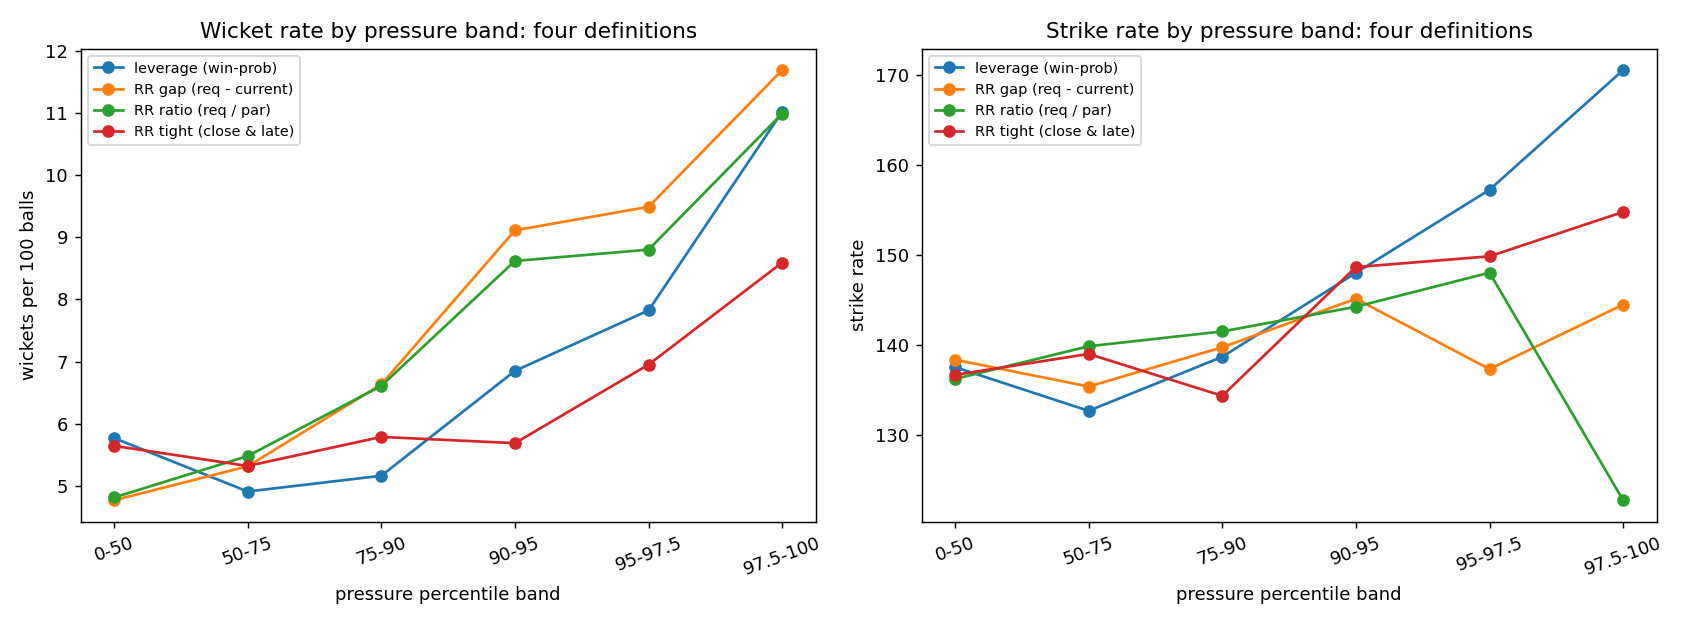 Wicket rate by pressure band: four definitions
12
11
10
9
8
7
6
5
wickets per 100 balls
leverage (win-prob)
RR gap (req - current)
RR ratio (req / par)
RR tight (close & late)
0-50
50-75
75-90
90-95
95-97.5
97.5-100
pressure percentile band
Strike rate by pressure band: four definitions
170
160
150
140
130
strike rate
leverage (win-prob)
RR gap (req - current)
RR ratio (req / par)
RR tight (close & late)
0-50
50-75
75-90
90-95
95-97.5
97.5-100
pressure percentile band